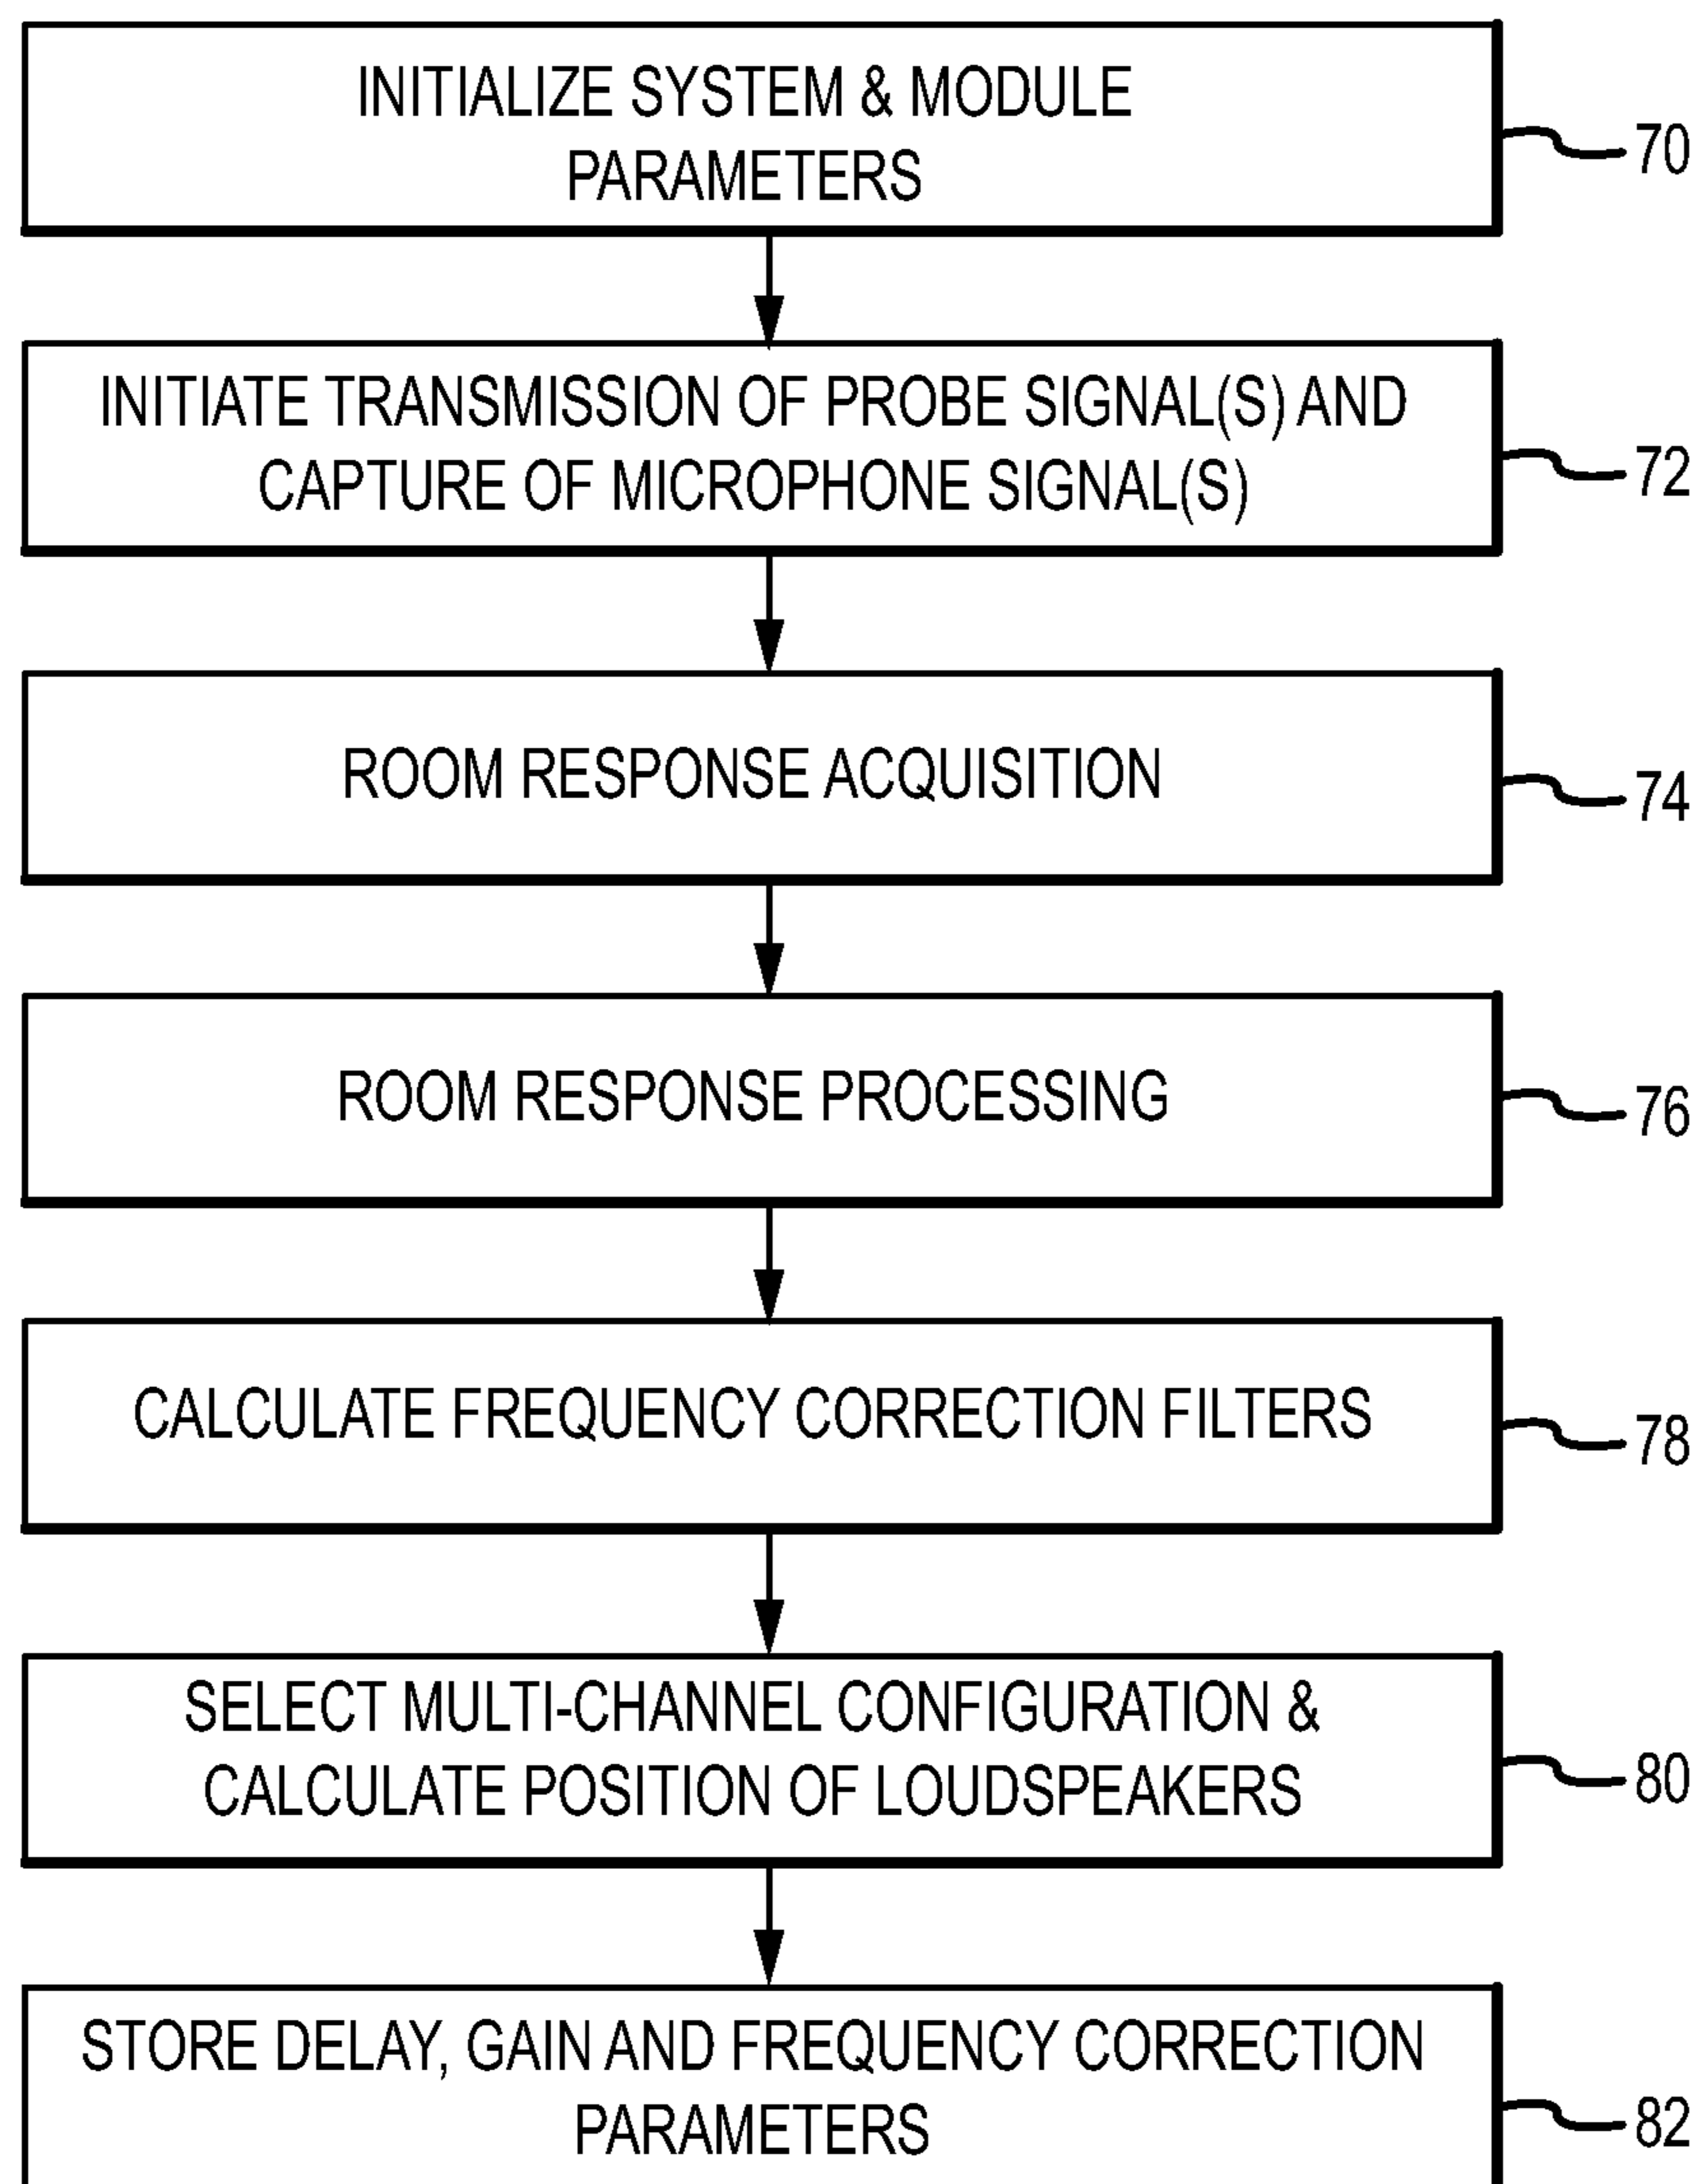 INITIALIZE SYSTEM & MODULE
PARAMETERS
70
INITIATE TRANSMISSION OF PROBE SIGNAL(S) AND
CAPTURE OF MICROPHONE SIGNAL(S)
72
ROOM RESPONSE ACQUISITION
74
ROOM RESPONSE PROCESSING
76
CALCULATE FREQUENCY CORRECTION FILTERS
78
SELECT MULTI-CHANNEL CONFIGURATION &
CALCULATE POSITION OF LOUDSPEAKERS
80
STORE DELAY, GAIN AND FREQUENCY CORRECTION
PARAMETERS
82